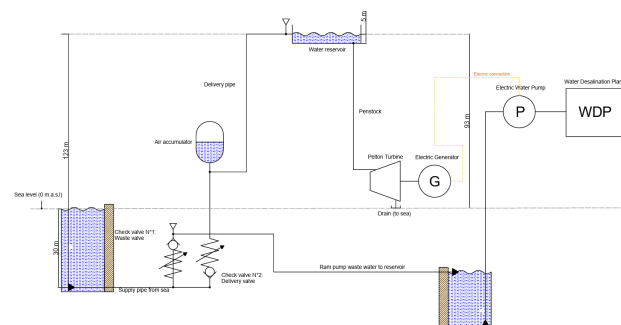 5 m
Water reservoir
Delivery pipe
Electric connection
Electric Water Pump
Water Desalination Plan
P
WDP
Penstock
93 m
123 m
Air accumulator
Pelton Turbine
Electric Generator
G
Sea level (0 m.a.s.l)
Drain (to sea)
30 m
Check valve N°1:
Waste valve
Check valve N°2:
Delivery valve
Ram pump waste water to reservoir
Supply pipe from sea